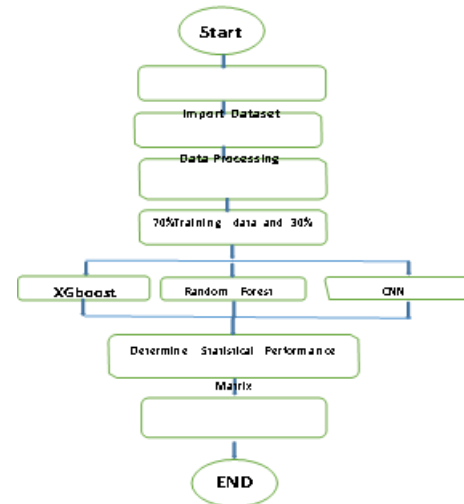 Start
Import Dataset
Data Processing
70%Training data and 30%
XGboost Random Forest CNN
Determine Statistical Performance
Matrix
END